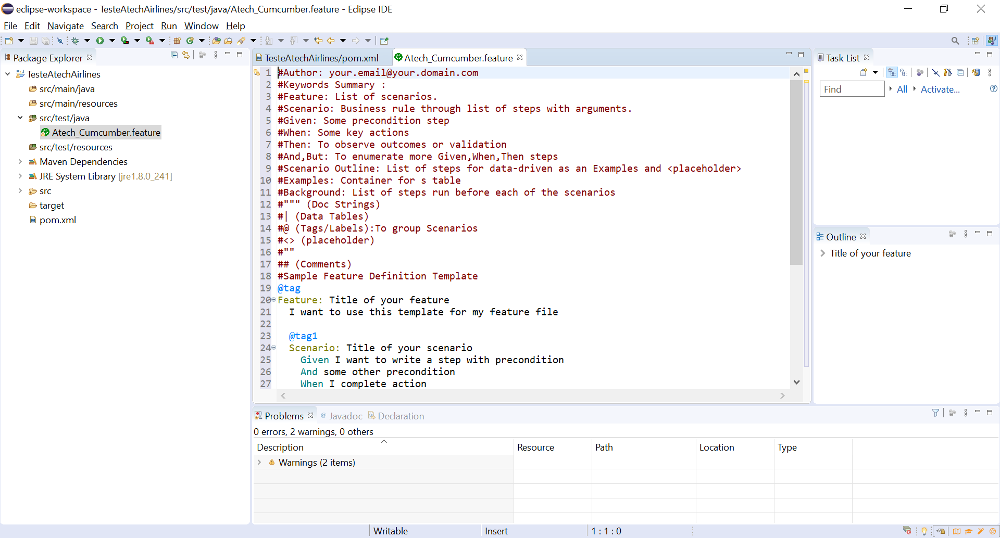 eclipse-workspace - TesteAtechAirlines/src/test/java/Atech_Cumcumber.feature - Eclipse IDE
File Edit Navigate Search Project Run Window Help
Package Explorer
TesteAtechAirlines
src/main/java
src/main/resources
src/test/java
Atech_Cumcumber.feature
src/test/resources
Maven Dependencies
JRE System Library [jre1.8.0_241]
src
target
pom.xml
TesteAtechAirlines/pom.xml Atech_Cumcumber.feature
1 #Author: your.email@your.domain.com
2 #Keywords Summary :
3 #Feature: List of scenarios.
4 #Scenario: Business rule through list of steps with arguments.
5 #Given: Some precondition step
6 #When: Some key actions
7 #Then: To observe outcomes or validation
8 #And,But: To enumerate more Given,When,Then steps
9 #Scenario Outline: List of steps for data-driven as an Examples and <placeholder>
10 #Examples: Container for s table
11 #Background: List of steps run before each of the scenarios
12 #""" (Doc Strings)
13 #| (Data Tables)
14 #@ (Tags/Labels):To group Scenarios
15 #<> (placeholder)
16 #""
17 ## (Comments)
18 #Sample Feature Definition Template
19 @tag
20 Feature: Title of your feature
21 I want to use this template for my feature file
22
23 @tag1
24 Scenario: Title of your scenario
25 Given I want to write a step with precondition
26 And some other precondition
27 When I complete action
Task List
Find All Activate...
Outline
Title of your feature
Problems Javadoc Declaration
0 errors, 2 warnings, 0 others
Description Resource Path Location Type
Warnings (2 items)
Writable Insert 1 : 1 : 0